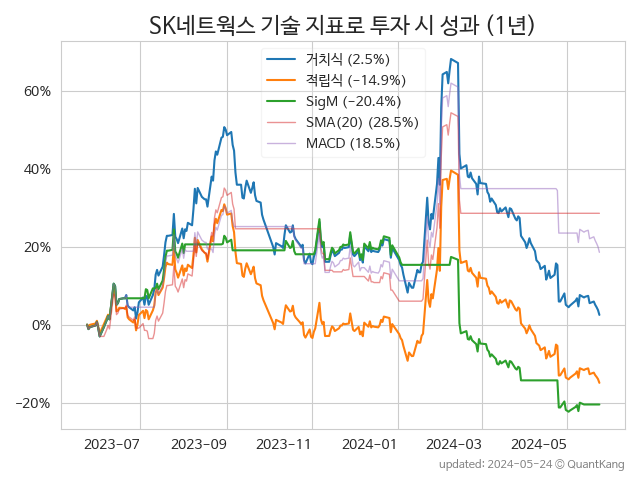 SK네트웍스 기술 지표로 투자 시 성과 (1년)
거치식 (2.5%)
적립식 (−14.9%)
SigM (−20.4%)
SMA(20) (28.5%)
MACD (18.5%)
60%
40%
20%
0%
−20%
2023-07 2023-09 2023-11 2024-01 2024-03 2024-05
updated: 2024-05-24 © QuantKang